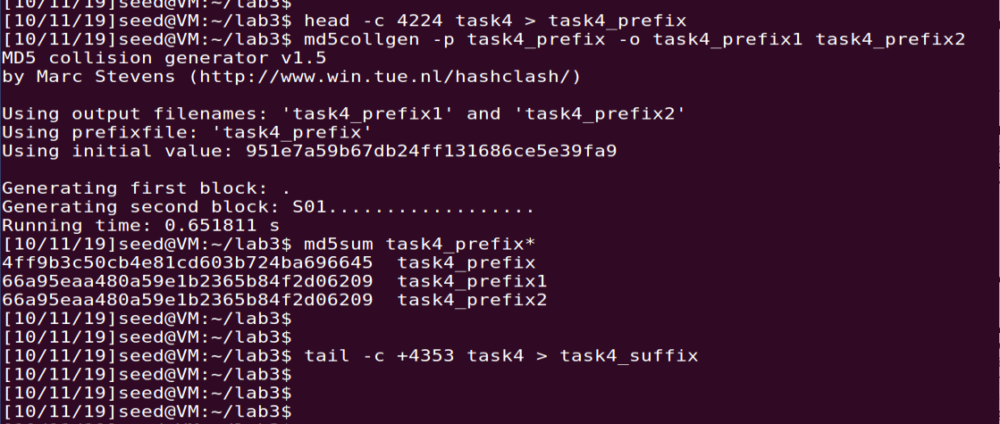 [10/11/19]seed@VM:~/lab3$
[10/11/19]seed@VM:~/lab3$ head -c 4224 task4 > task4_prefix
[10/11/19]seed@VM:~/lab3$ md5collgen -p task4_prefix -o task4_prefix1 task4_prefix2
MD5 collision generator v1.5
by Marc Stevens (http://www.win.tue.nl/hashclash/)

Using output filenames: 'task4_prefix1' and 'task4_prefix2'
Using prefixfile: 'task4_prefix'
Using initial value: 951e7a59b67db24ff131686ce5e39fa9

Generating first block: .
Generating second block: S01..................
Running time: 0.651811 s
[10/11/19]seed@VM:~/lab3$ md5sum task4_prefix*
4ff9b3c50cb4e81cd603b724ba696645  task4_prefix
66a95eaa480a59e1b2365b84f2d06209  task4_prefix1
66a95eaa480a59e1b2365b84f2d06209  task4_prefix2
[10/11/19]seed@VM:~/lab3$
[10/11/19]seed@VM:~/lab3$
[10/11/19]seed@VM:~/lab3$ tail -c +4353 task4 > task4_suffix
[10/11/19]seed@VM:~/lab3$
[10/11/19]seed@VM:~/lab3$
[10/11/19]seed@VM:~/lab3$